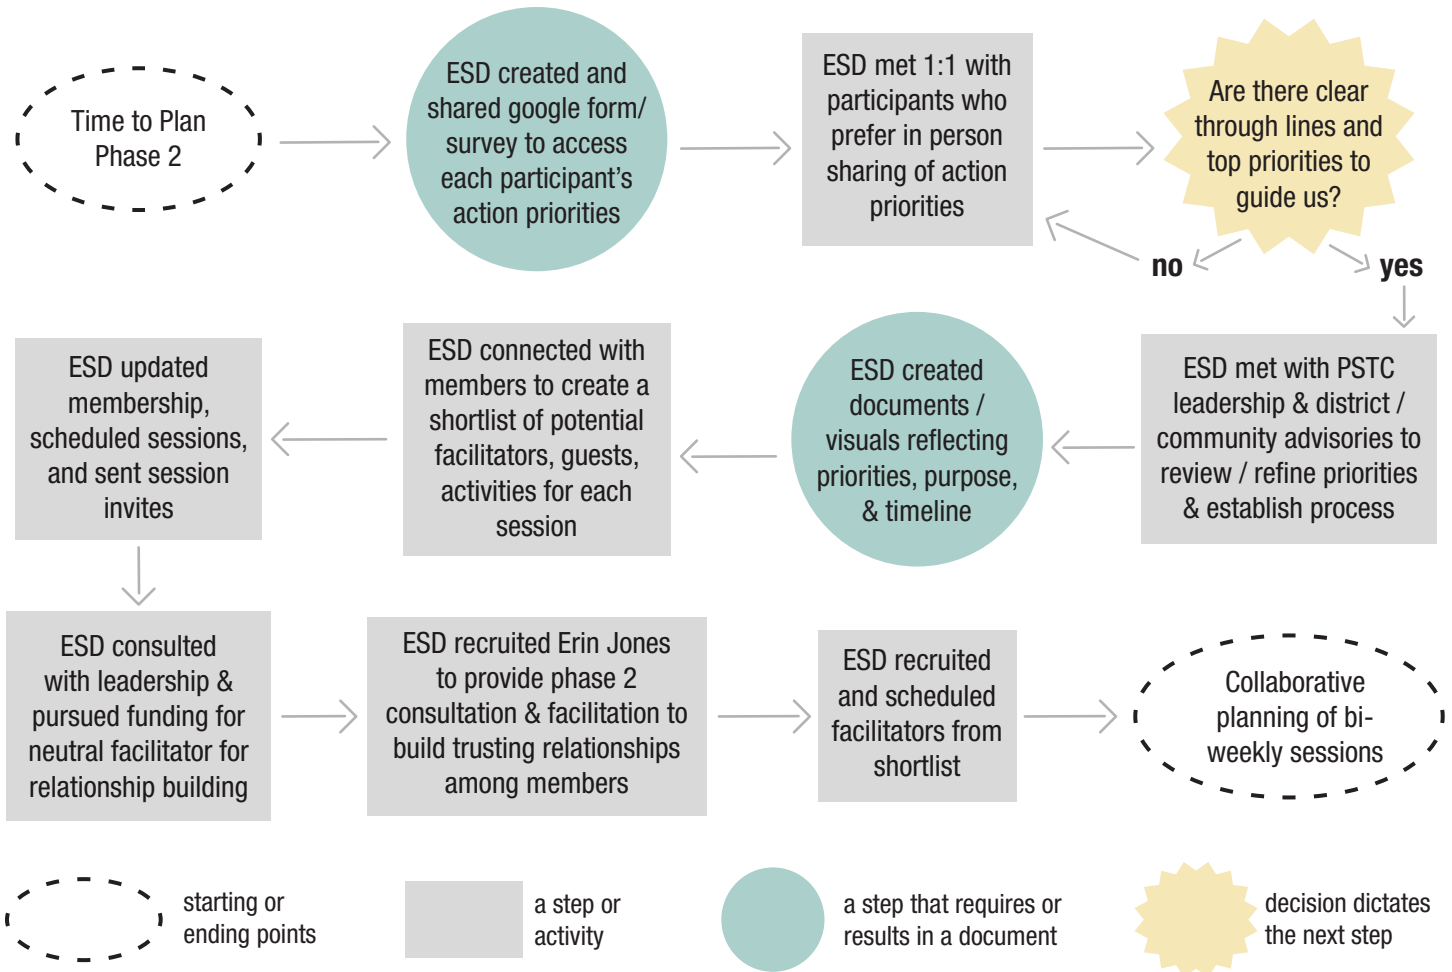 Time to Plan
Phase 2
ESD created and
shared google form/
survey to access
each participant’s
action priorities
ESD met 1:1 with
participants who
prefer in person
sharing of action
priorities
Are there clear
through lines and
top priorities to
guide us?
no
yes
ESD met with PSTC
leadership & district /
community advisories to
review / refine priorities
& establish process
ESD created
documents /
visuals reflecting
priorities, purpose,
& timeline
ESD connected with
members to create a
shortlist of potential
facilitators, guests,
activities for each
session
ESD updated
membership,
scheduled sessions,
and sent session
invites
ESD consulted
with leadership &
pursued funding for
neutral facilitator for
relationship building
ESD recruited Erin Jones
to provide phase 2
consultation & facilitation to
build trusting relationships
among members
ESD recruited
and scheduled
facilitators from
shortlist
Collaborative
planning of bi-
weekly sessions
starting or
ending points
a step or
activity
a step that requires or
results in a document
decision dictates
the next step